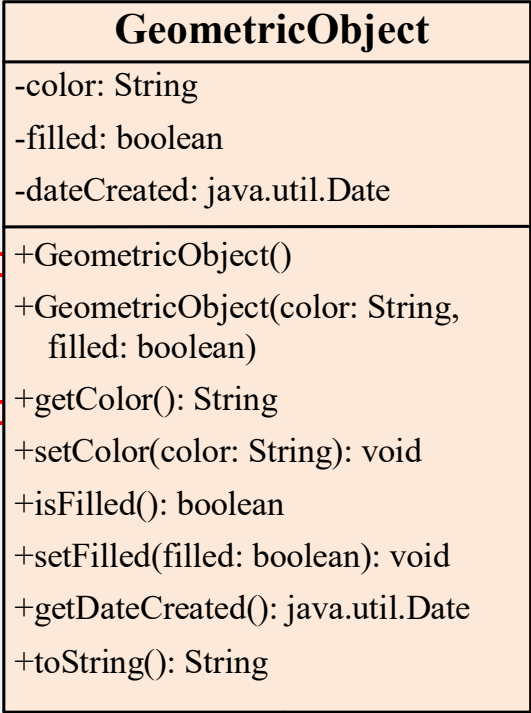 GeometricObject
-color: String
-filled: boolean
-dateCreated: java.util.Date
+GeometricObject()
+GeometricObject(color: String,
filled: boolean)
+getColor(): String
+setColor(color: String): void
+isFilled(): boolean
+setFilled(filled: boolean): void
+getDateCreated(): java.util.Date
+toString(): String